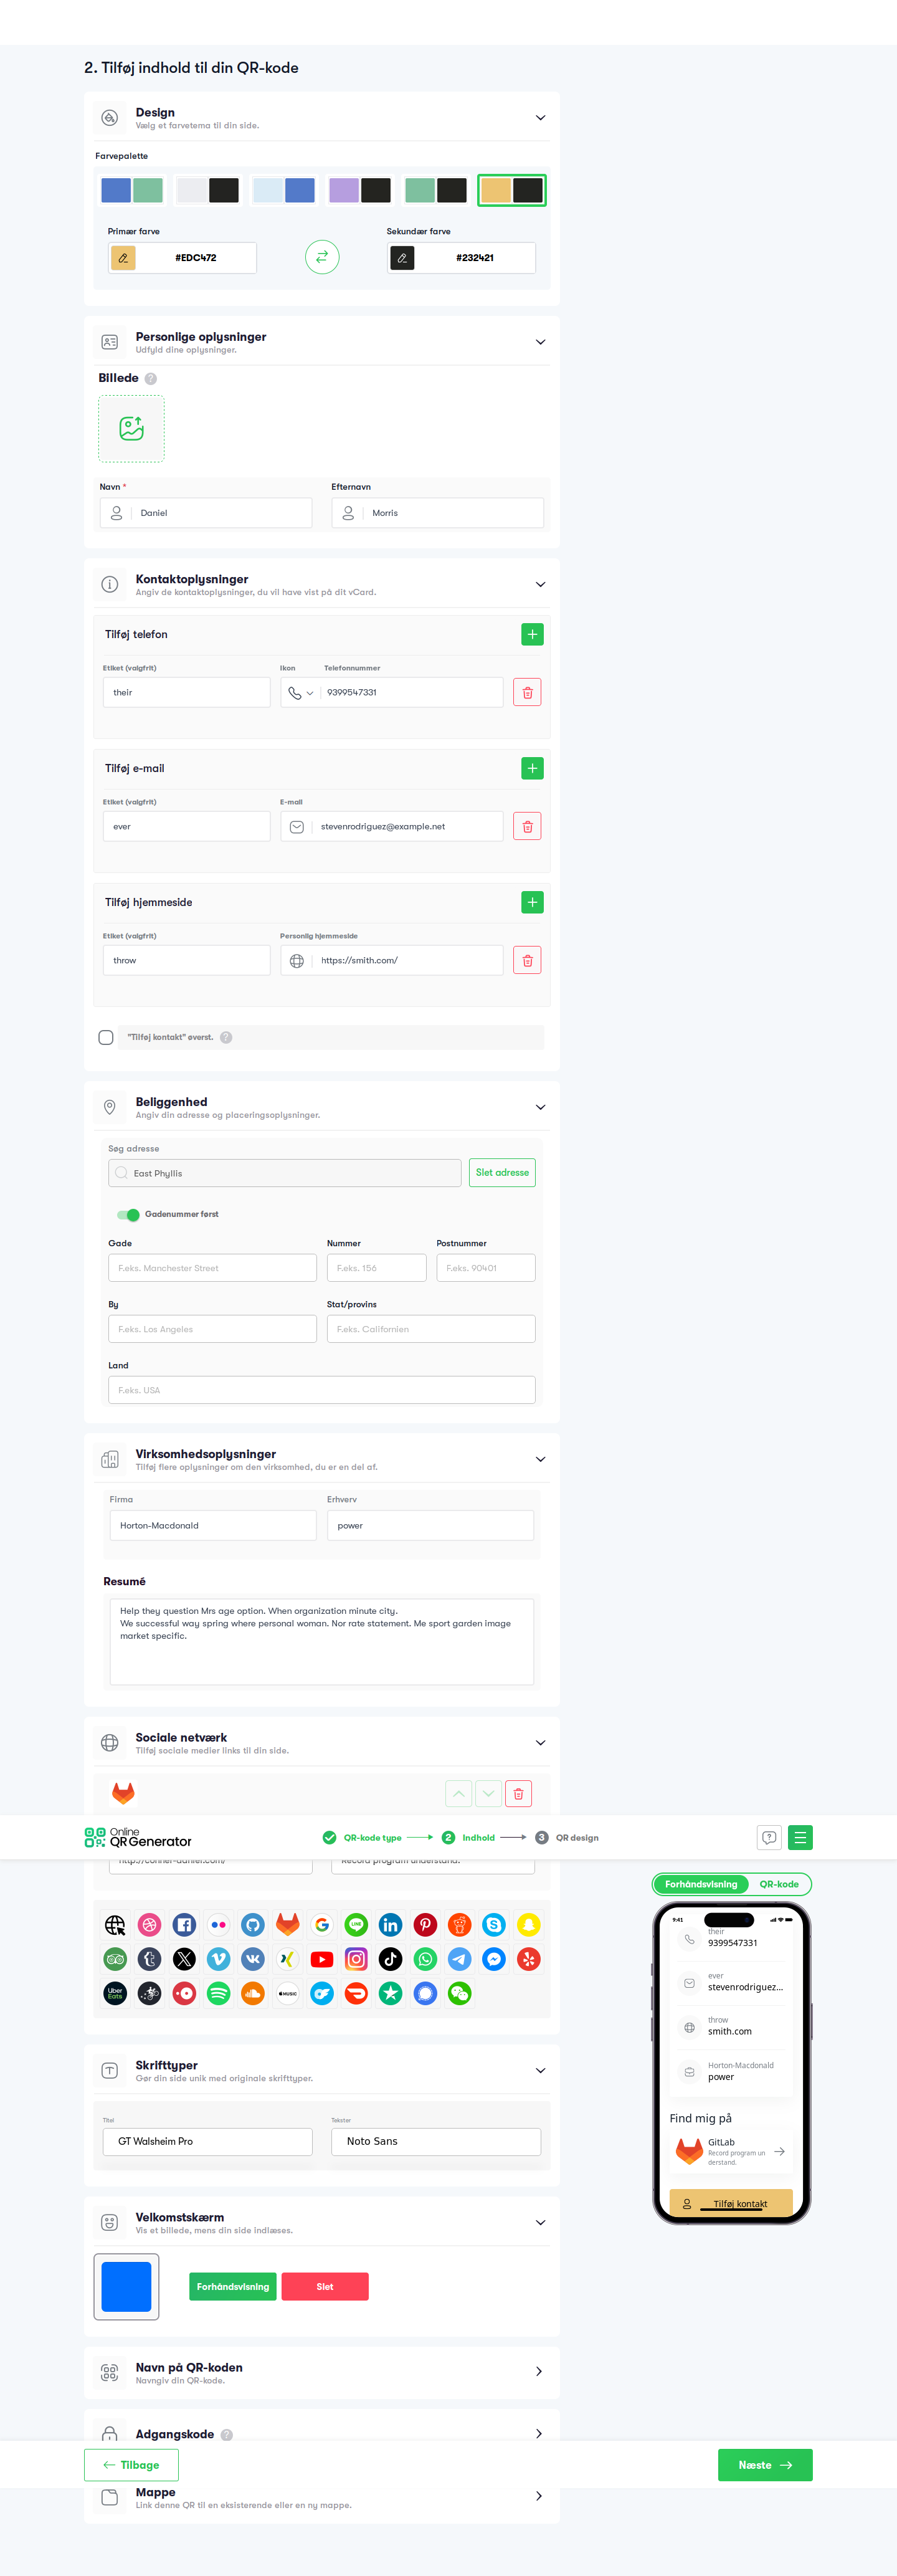 2. Tilføj indhold til din QR-kode
Design
Vælg et farvetema til din side.
Farvepalette
Primær farve
Sekundær farve
#EDC472
#232421
Personlige oplysninger
Udfyld dine oplysninger.
Billede ?
Navn *
Efternavn
Daniel
Morris
Kontaktoplysninger
Angiv de kontaktoplysninger, du vil have vist på dit vCard.
Tilføj telefon
Etiket (valgfrit)
Ikon
Telefonnummer
their
9399547331
Tilføj e-mail
Etiket (valgfrit)
E-mail
ever
stevenrodriguez@example.net
Tilføj hjemmeside
Etiket (valgfrit)
Personlig hjemmeside
throw
https://smith.com/
"Tilføj kontakt" øverst. ?
Beliggenhed
Angiv din adresse og placeringsoplysninger.
Søg adresse
East Phyllis
Slet adresse
Gadenummer først
Gade
Nummer
Postnummer
F.eks. Manchester Street
F.eks. 156
F.eks. 90401
By
Stat/provins
F.eks. Los Angeles
F.eks. Californien
Land
F.eks. USA
Virksomhedsoplysninger
Tilføj flere oplysninger om den virksomhed, du er en del af.
Firma
Erhverv
Horton-Macdonald
power
Resumé
Help they question Mrs age option. When organization minute city.
We successful way spring where personal woman. Nor rate statement. Me sport garden image
market specific.
Sociale netværk
Tilføj sociale medier links til din side.
Online
QR Generator
QR-kode type
2 Indhold
3 QR design
http://conner-daniel.com/
Record program understand.
Forhåndsvisning
QR-kode
9:41
their
9399547331
ever
stevenrodriguez...
throw
smith.com
Horton-Macdonald
power
Find mig på
GitLab
Record program un
derstand.
Tilføj kontakt
LINE
Uber
Eats
MUSIC
Skrifttyper
Gør din side unik med originale skrifttyper.
Titel
Tekster
GT Walsheim Pro
Noto Sans
Velkomstskærm
Vis et billede, mens din side indlæses.
Forhåndsvisning
Slet
Navn på QR-koden
Navngiv din QR-kode.
Adgangskode ?
Tilbage
Næste
Mappe
Link denne QR til en eksisterende eller en ny mappe.